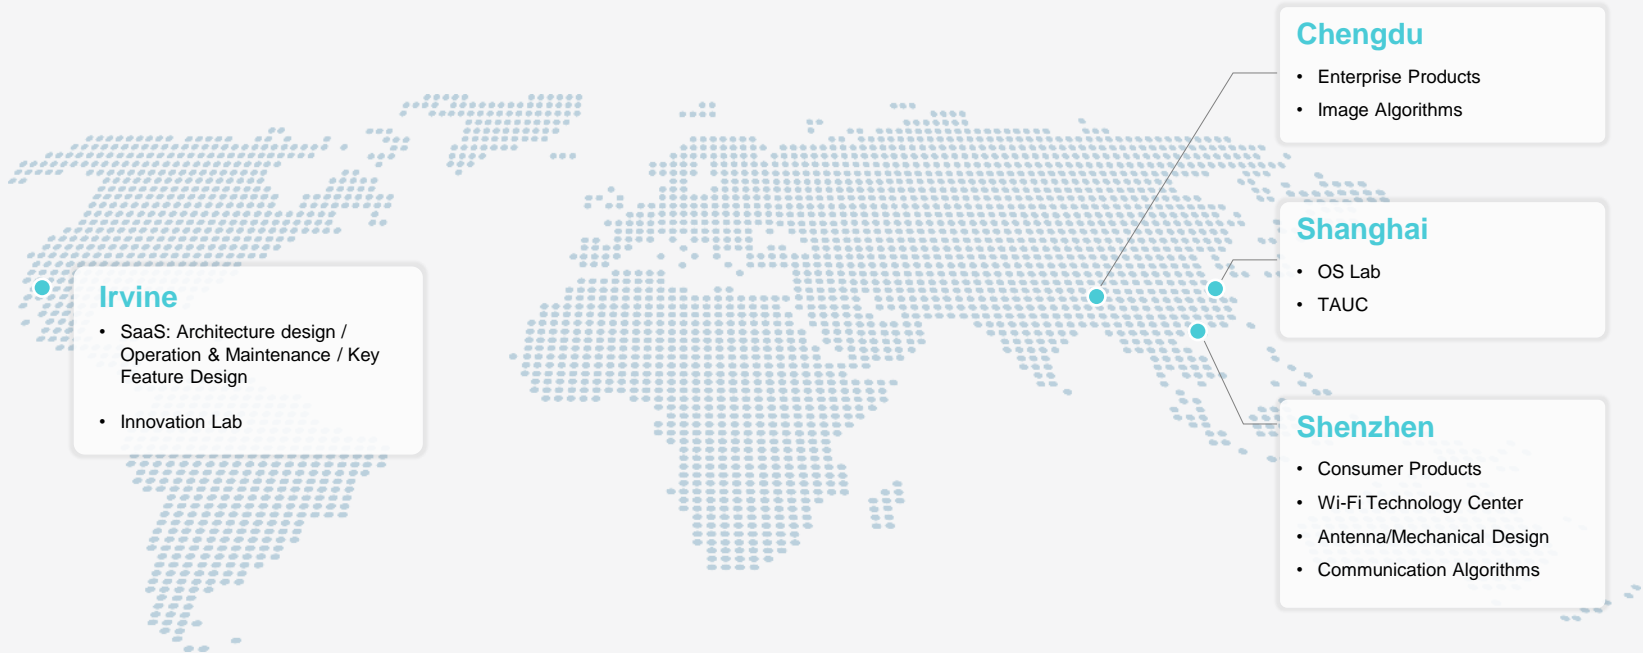 Chengdu
• Enterprise Products
• Image Algorithms
Shanghai
• OS Lab
• TAUC
Irvine
• SaaS: Architecture design /
Operation & Maintenance / Key
Feature Design
• Innovation Lab
Shenzhen
• Consumer Products
• Wi-Fi Technology Center
• Antenna/Mechanical Design
• Communication Algorithms